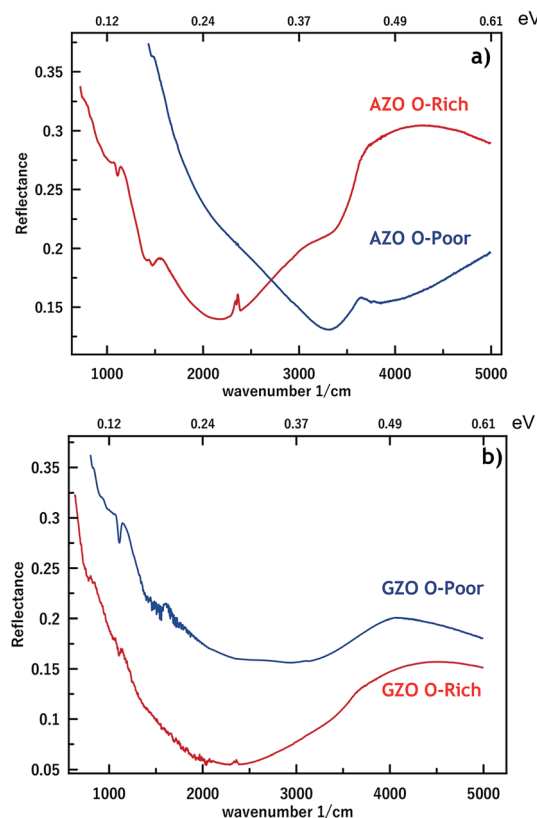 0.12 0.24 0.37 0.49 0.61 eV
a)
0.35
AZO O-Rich
0.3
0.25
Reflectance
AZO O-Poor
0.2
0.15
1000 2000 3000 4000 5000
wavenumber 1/cm
0.12 0.24 0.37 0.49 0.61 eV
b)
0.35
0.3
0.25
GZO O-Poor
0.2
Reflectance
0.15
GZO O-Rich
0.1
0.05
1000 2000 3000 4000 5000
wavenumber 1/cm